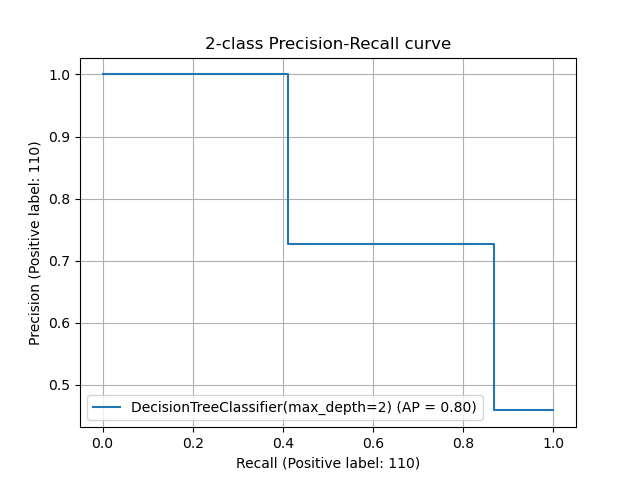 2-class Precision-Recall curve
1.0
0.9
0.8
0.7
0.6
0.5
Precision (Positive label: 110)
DecisionTreeClassifier(max_depth=2) (AP = 0.80)
0.0 0.2 0.4 0.6 0.8 1.0
Recall (Positive label: 110)